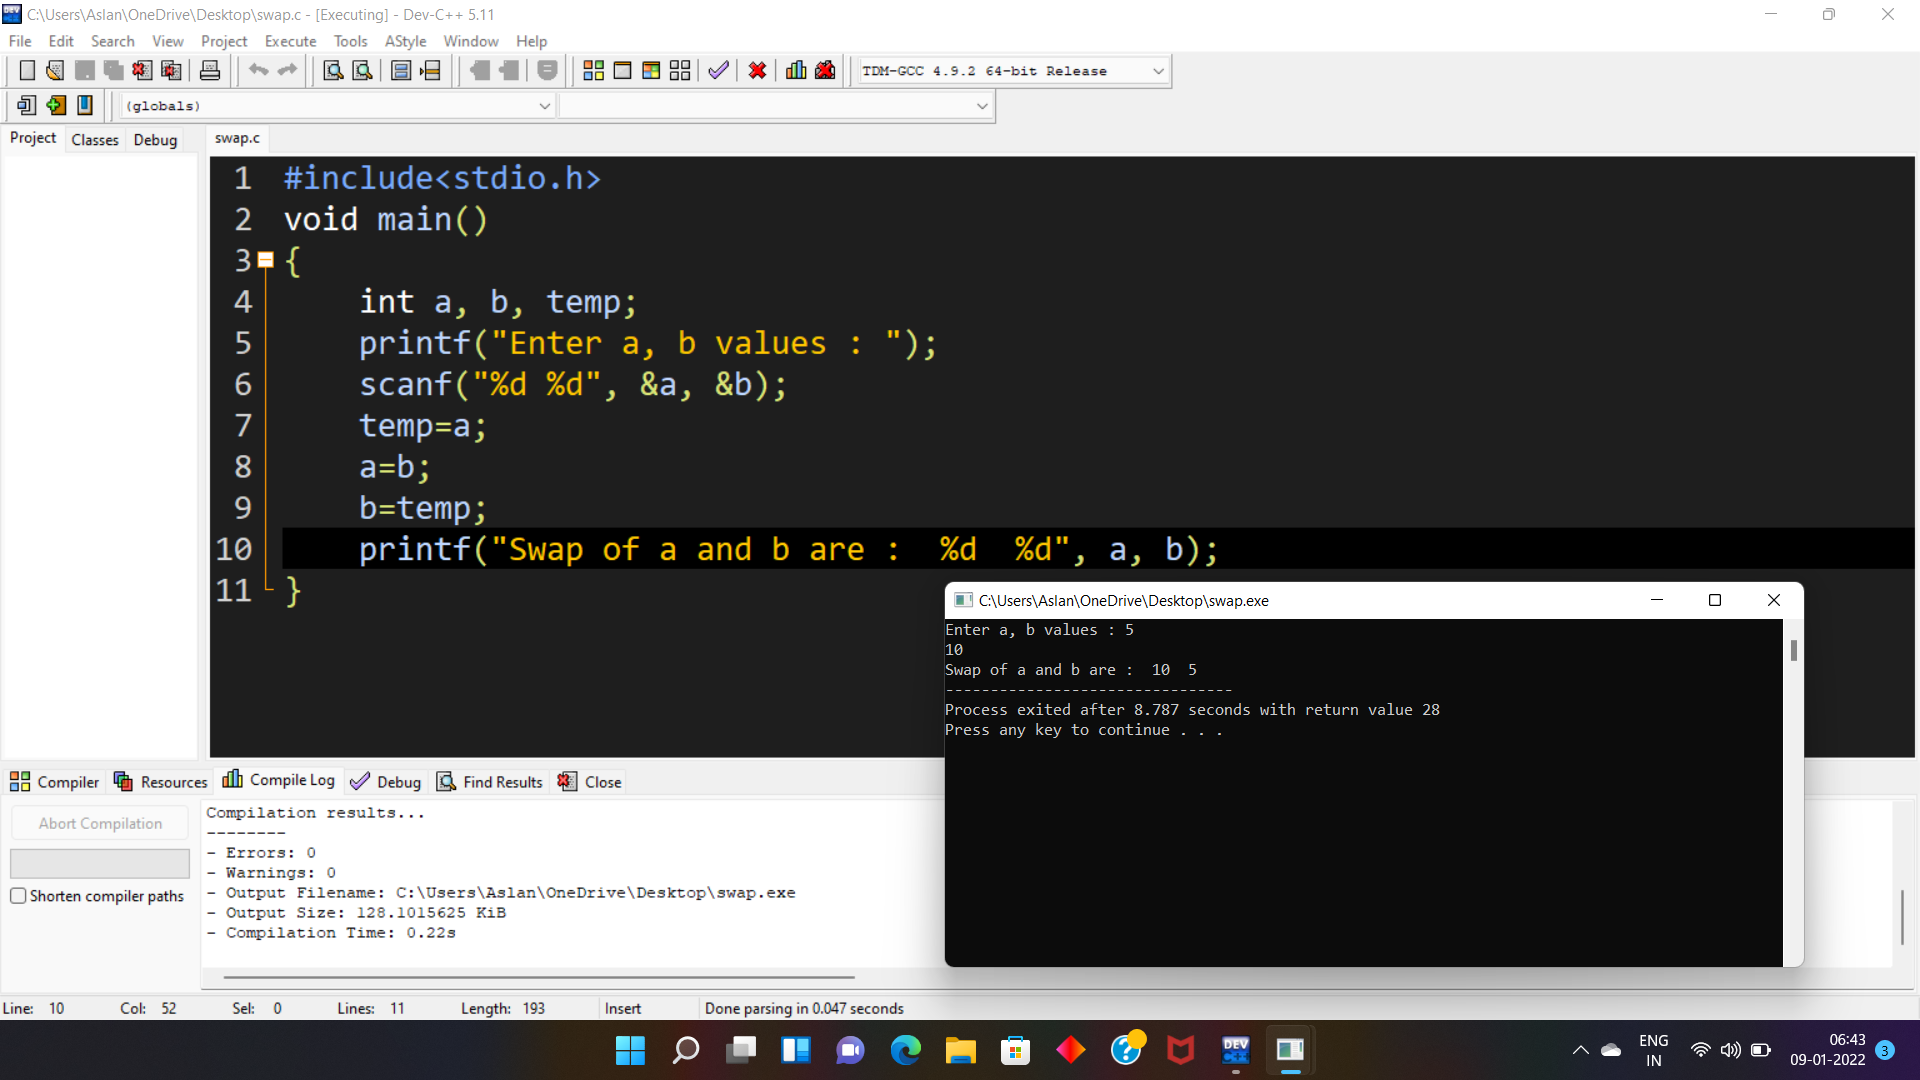 C:\Users\Aslan\OneDrive\Desktop\swap.c - [Executing] - Dev-C++ 5.11
File Edit Search View Project Execute Tools AStyle Window Help
TDM-GCC 4.9.2 64-bit Release
(globals)
Project Classes Debug swap.c
1 #include<stdio.h>
2 void main()
3 {
4 int a, b, temp;
5 printf("Enter a, b values : ");
6 scanf("%d %d", &a, &b);
7 temp=a;
8 a=b;
9 b=temp;
10 printf("Swap of a and b are :  %d  %d", a, b);
11 }
C:\Users\Aslan\OneDrive\Desktop\swap.exe
Enter a, b values : 5
10
Swap of a and b are :  10  5
--------------------------------
Process exited after 8.787 seconds with return value 28
Press any key to continue . . .
Compiler Resources Compile Log Debug Find Results Close
Abort Compilation
Shorten compiler paths
Compilation results...
--------
- Errors: 0
- Warnings: 0
- Output Filename: C:\Users\Aslan\OneDrive\Desktop\swap.exe
- Output Size: 128.1015625 KiB
- Compilation Time: 0.22s
Line: 10 Col: 52 Sel: 0 Lines: 11 Length: 193 Insert Done parsing in 0.047 seconds
DEV C++
ENG
IN
06:43
09-01-2022
3